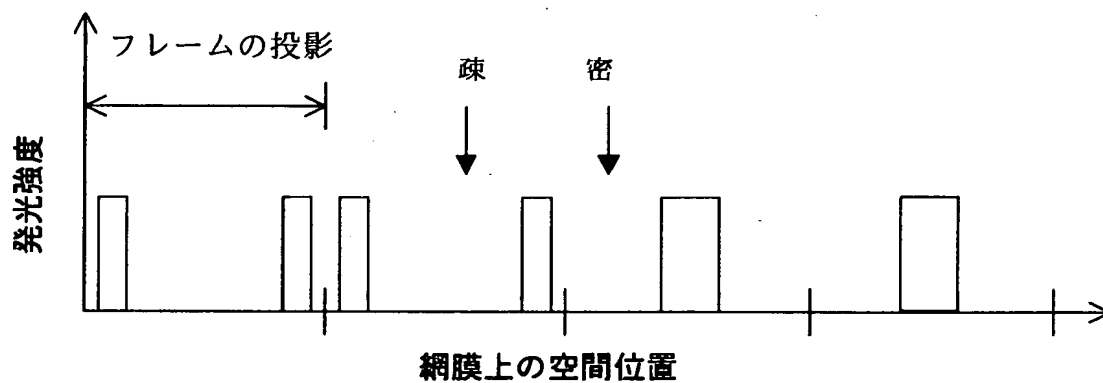 フレームの投影
疎
密
発光強度
網膜上の空間位置